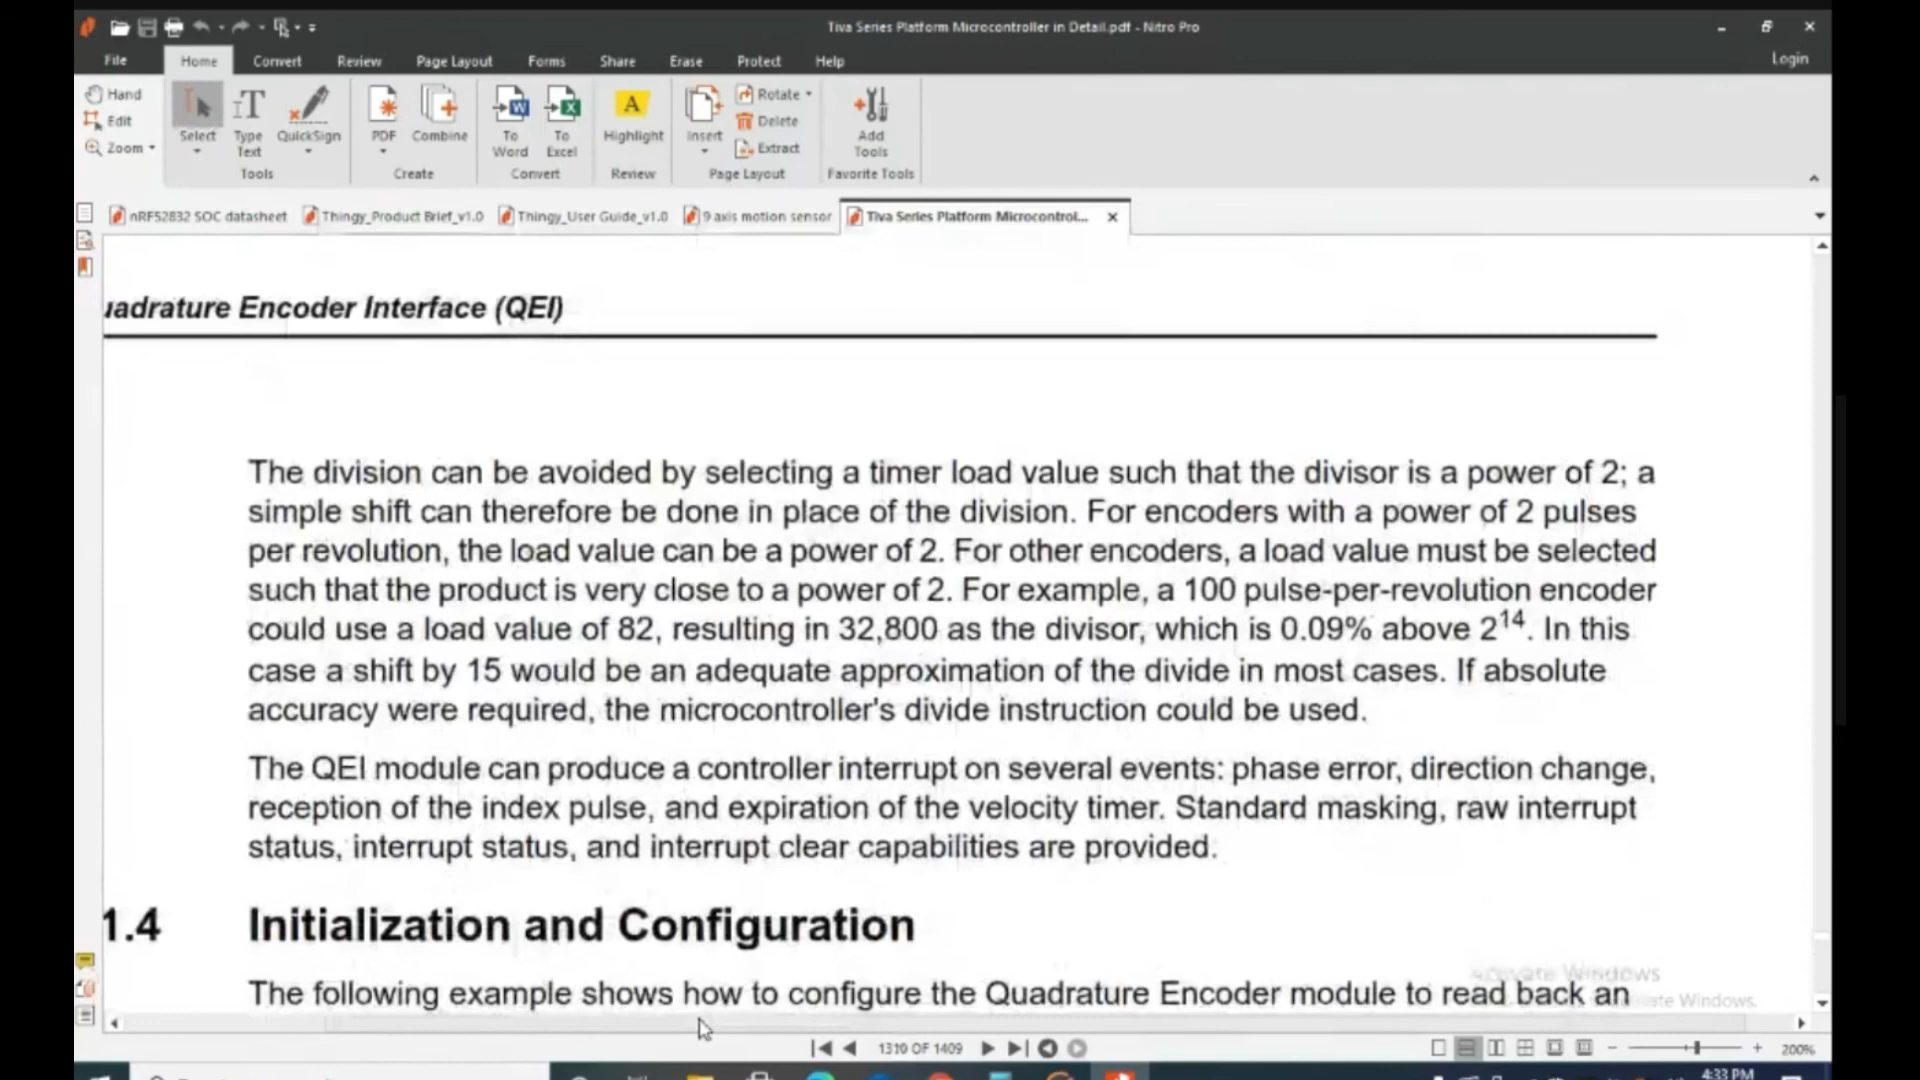 Tiva Series Platform Microcontroller in Detail.pdf - Nitro Pro
File Home Convert Review Page Layout Forms Share Erase Protect Help Login
Hand
Edit
Zoom
Select
Type Text
QuickSign
Tools
PDF
Combine
Create
To Word
To Excel
Convert
Highlight
Review
Insert
Rotate
Delete
Extract
Page Layout
Add Tools
Favorite Tools
nRF52832 SOC datasheet Thingy_Product Brief_v1.0 Thingy_User Guide_v1.0 9 axis motion sensor Tiva Series Platform Microcontrol...
uadrature Encoder Interface (QEI)
The division can be avoided by selecting a timer load value such that the divisor is a power of 2; a
simple shift can therefore be done in place of the division. For encoders with a power of 2 pulses
per revolution, the load value can be a power of 2. For other encoders, a load value must be selected
such that the product is very close to a power of 2. For example, a 100 pulse-per-revolution encoder
could use a load value of 82, resulting in 32,800 as the divisor, which is 0.09% above 2¹⁴. In this
case a shift by 15 would be an adequate approximation of the divide in most cases. If absolute
accuracy were required, the microcontroller's divide instruction could be used.
The QEI module can produce a controller interrupt on several events: phase error, direction change,
reception of the index pulse, and expiration of the velocity timer. Standard masking, raw interrupt
status, interrupt status, and interrupt clear capabilities are provided.
1.4 Initialization and Configuration
Activate Windows
The following example shows how to configure the Quadrature Encoder module to read back an
ate Windows.
1310 OF 1409
200%
4:33 PM